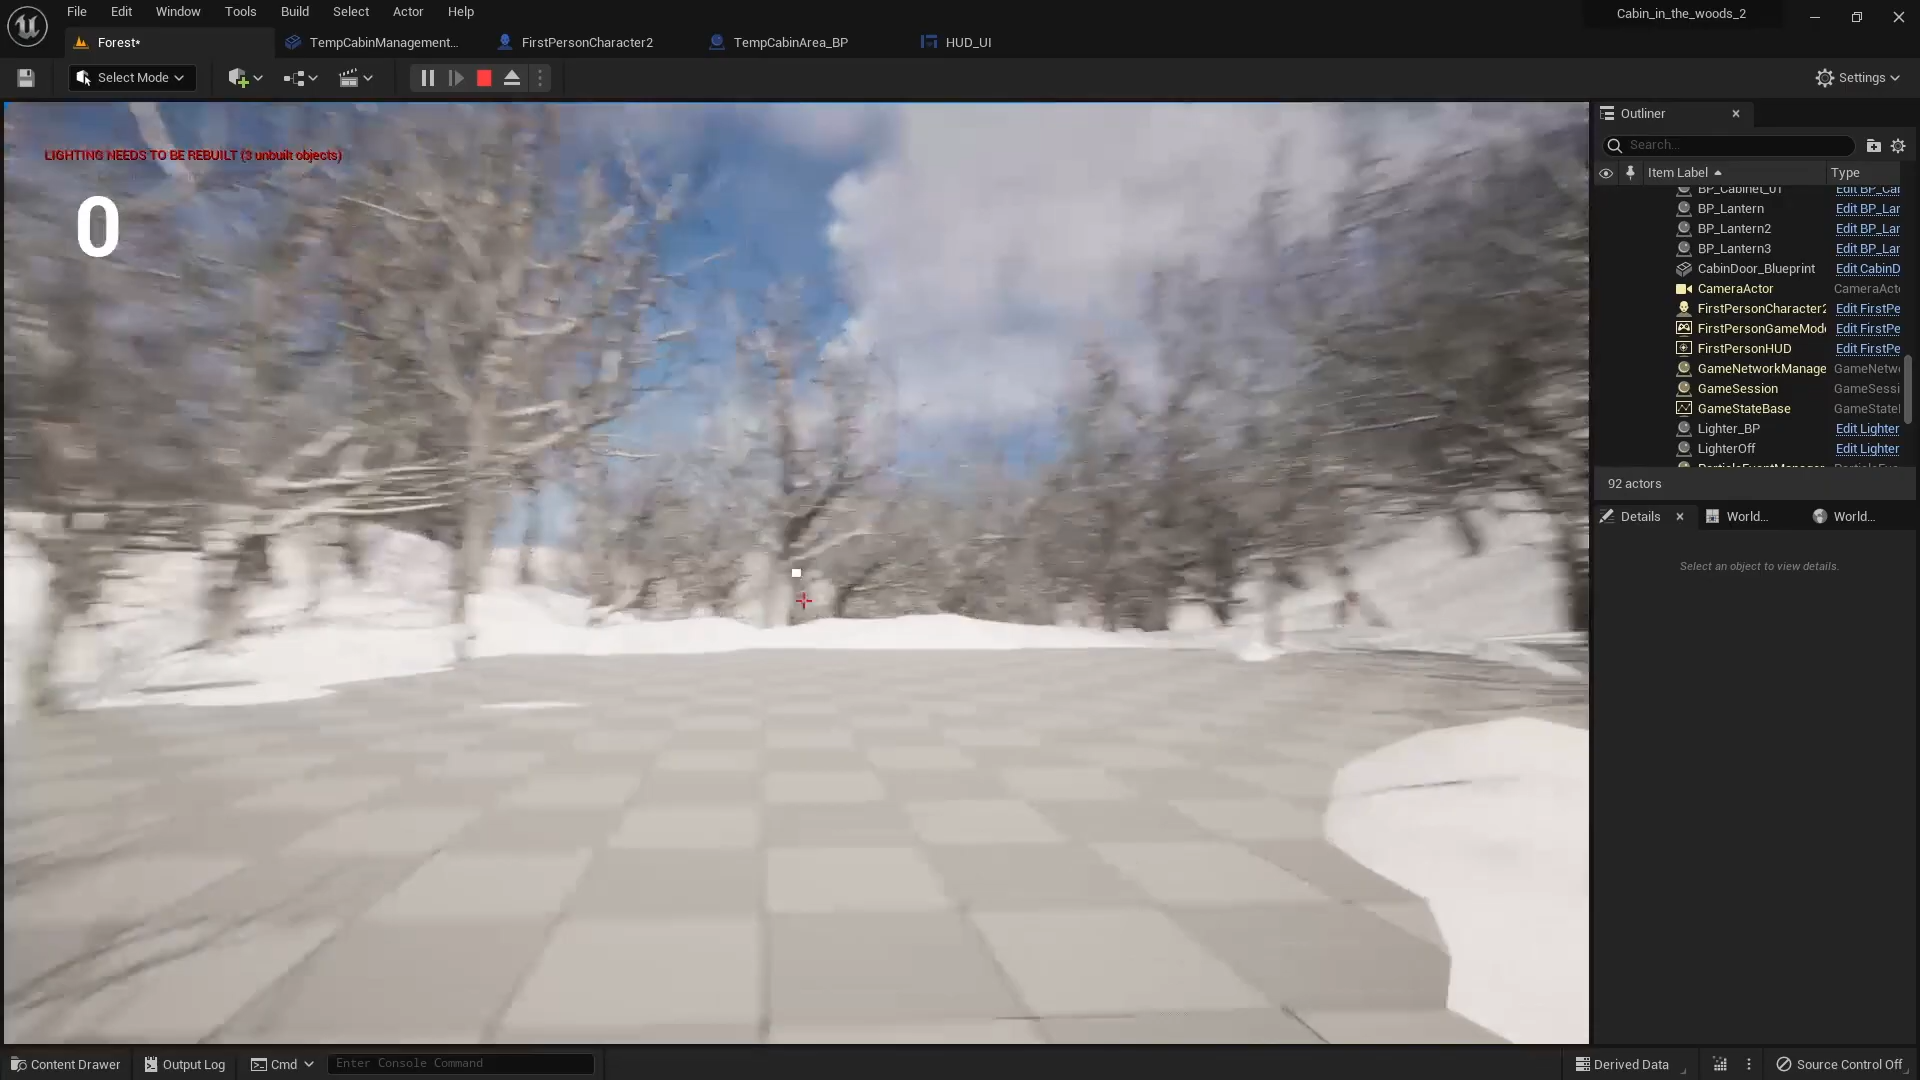 File Edit Window Tools Build Select Actor Help
Cabin_in_the_woods_2
Forest*
TempCabinManagement...
FirstPersonCharacter2
TempCabinArea_BP
HUD_UI
Select Mode
Settings
LIGHTING NEEDS TO BE REBUILT (3 unbuilt objects)
0
Outliner
Search...
Item Label
Type
BP_Cabinet_01 Edit BP_Cal
BP_Lantern Edit BP_Lar
BP_Lantern2 Edit BP_Lar
BP_Lantern3 Edit BP_Lar
CabinDoor_Blueprint Edit CabinD
CameraActor CameraActo
FirstPersonCharacter2 Edit FirstPe
FirstPersonGameMode Edit FirstPe
FirstPersonHUD Edit FirstPe
GameNetworkManage GameNetwo
GameSession GameSessi
GameStateBase GameStatel
Lighter_BP Edit Lighter
LighterOff Edit Lighter
92 actors
Details
World...
World...
Select an object to view details.
Content Drawer
Output Log
Cmd
Enter Console Command
Derived Data
Source Control Off